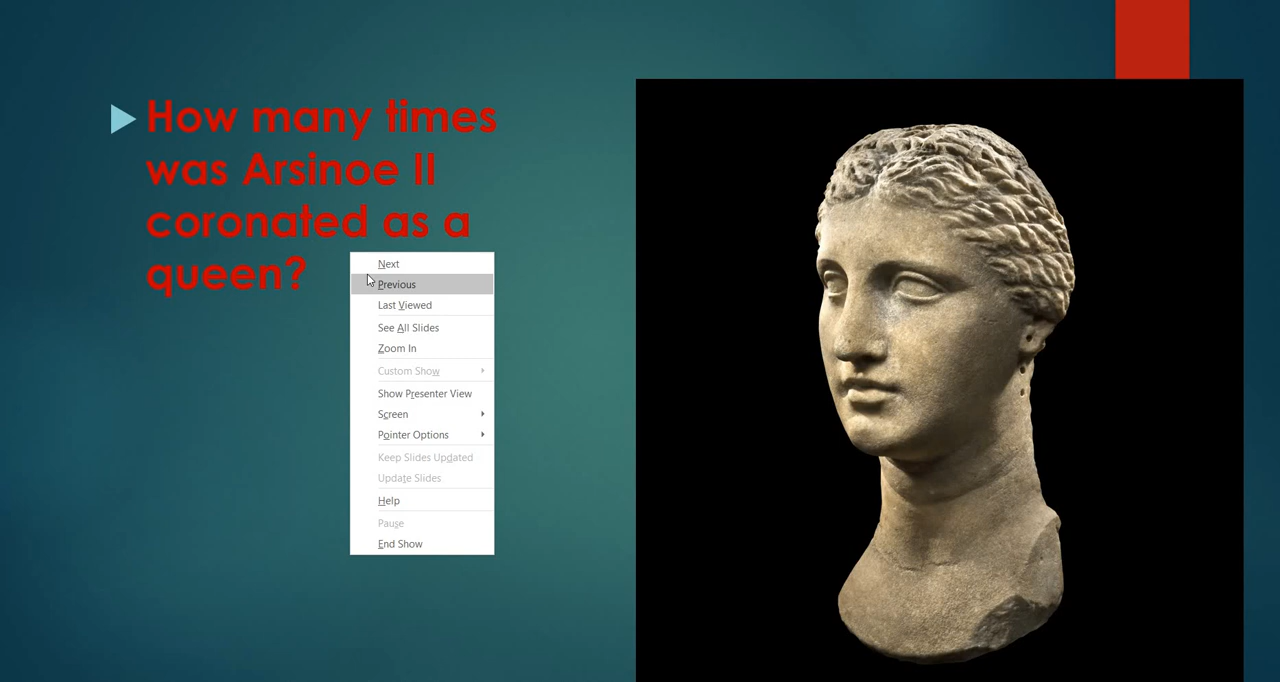 How many times
was Arsinoe II
coronated as a
queen?
Next
Previous
Last Viewed
See All Slides
Zoom In
Custom Show
Show Presenter View
Screen
Pointer Options
Keep Slides Updated
Update Slides
Help
Pause
End Show